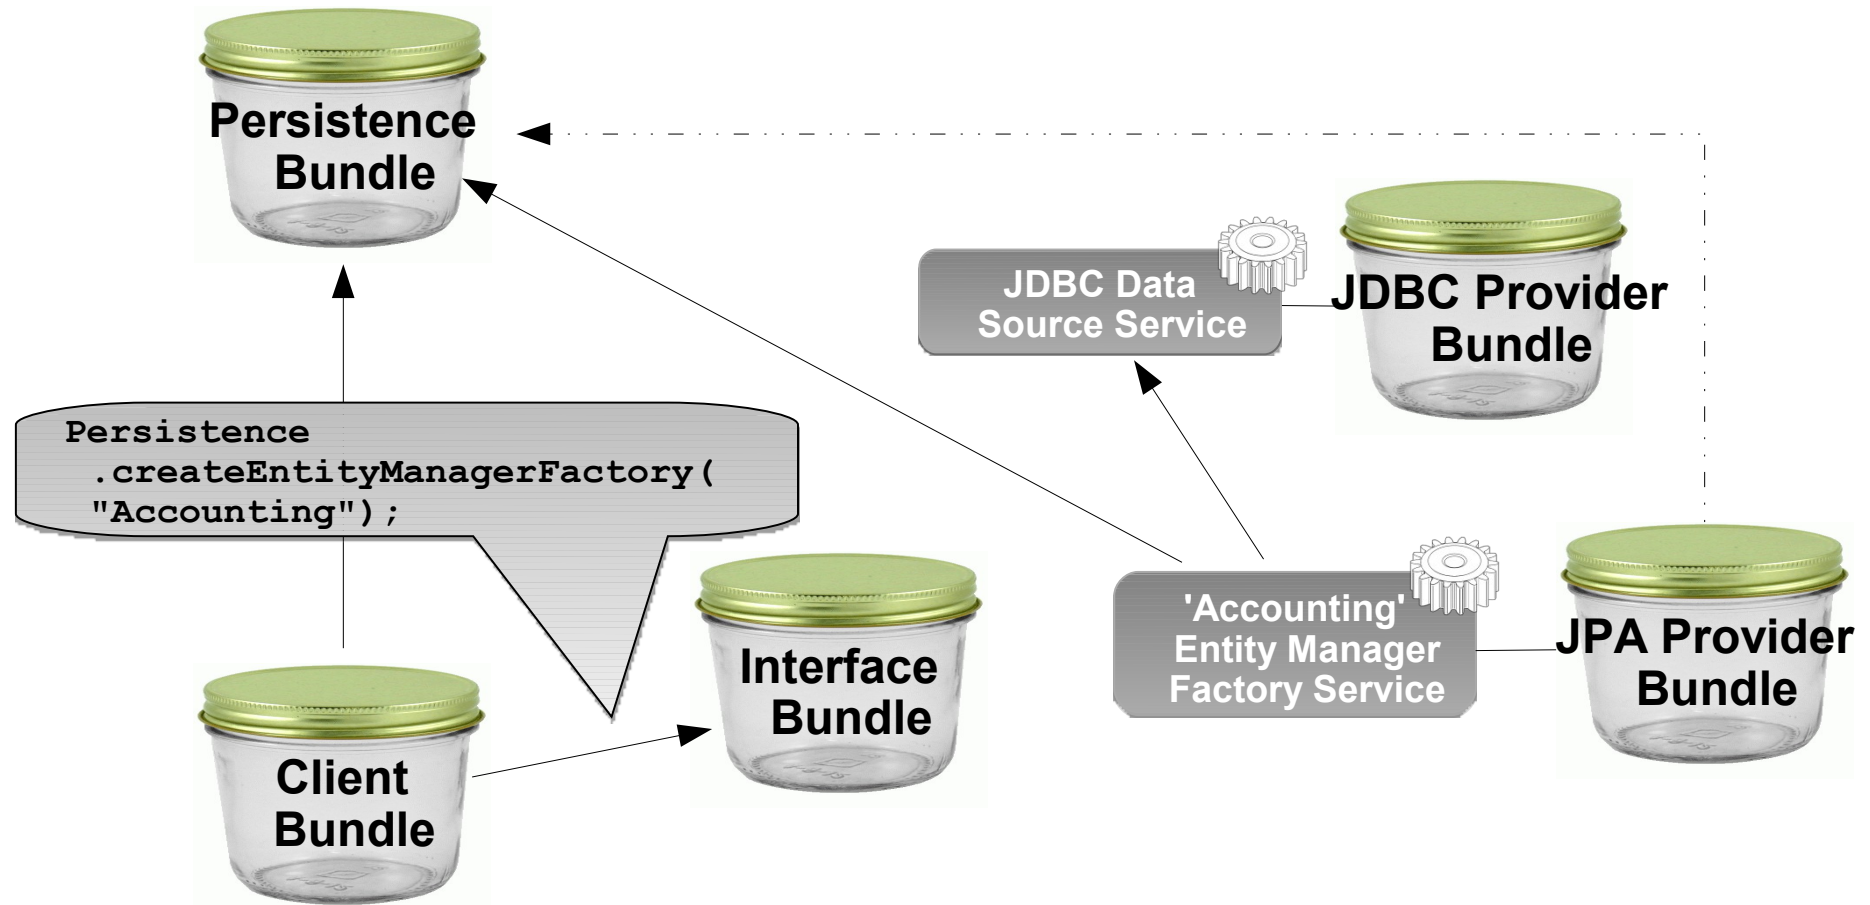 Persistence
Bundle
JDBC Data
Source Service
JDBC Provider
Bundle
Persistence
.createEntityManagerFactory(
"Accounting");
Interface
Bundle
'Accounting'
Entity Manager
Factory Service
JPA Provider
Bundle
Client
Bundle